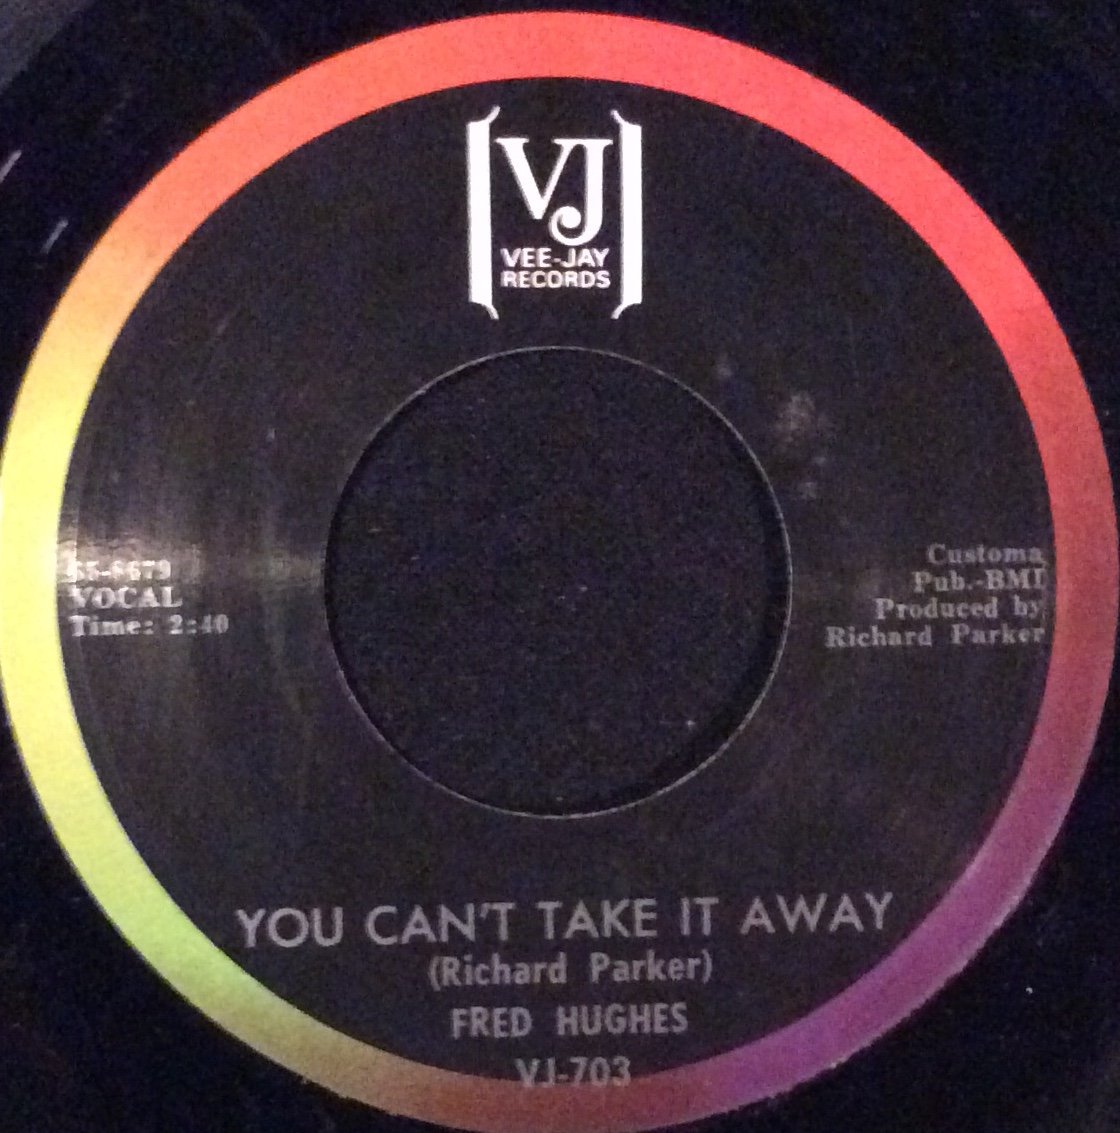 VJ
VEE-JAY
RECORDS
VOCAL
Time: 2:40
Customa
Pub.-BMI
Produced by
Richard Parker
YOU CAN'T TAKE IT AWAY
(Richard Parker)
FRED HUGHES
VJ-703